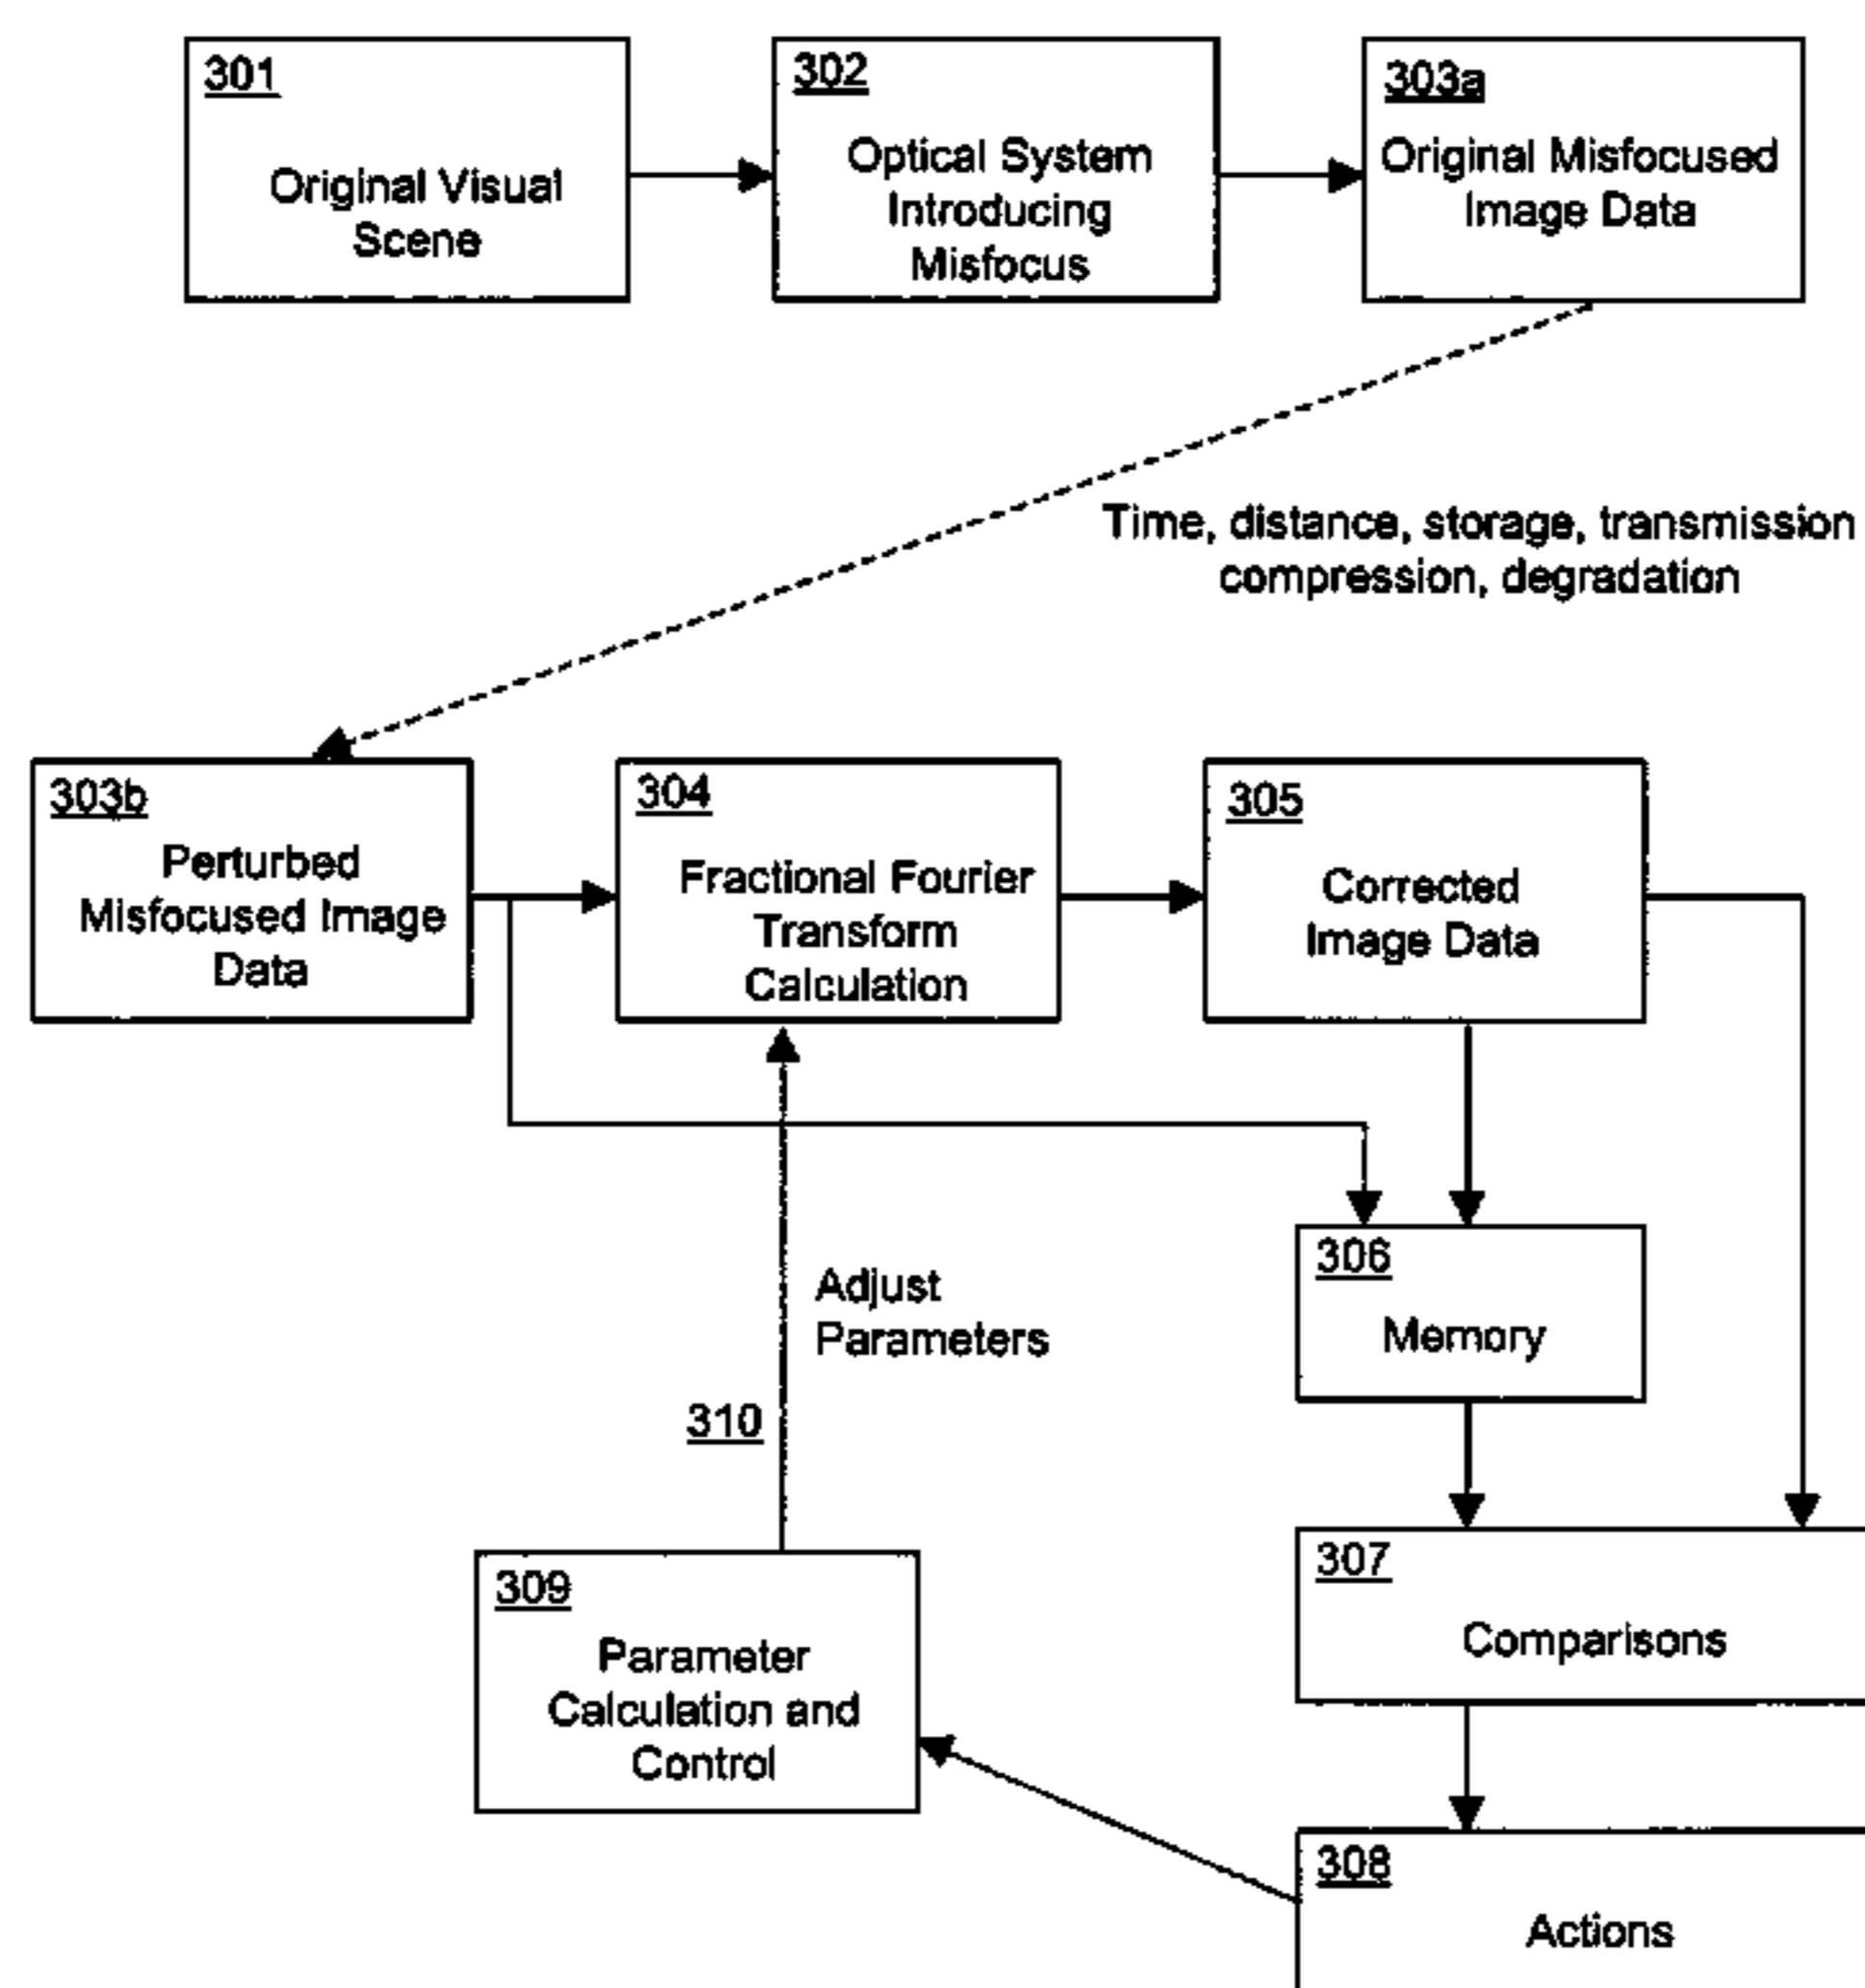 301
Original Visual
Scene
302
Optical System
Introducing
Misfocus
303a
Original Misfocused
Image Data
Time, distance, storage, transmission
compression, degradation
303b
Perturbed
Misfocused Image
Data
304
Fractional Fourier
Transform
Calculation
305
Corrected
Image Data
306
Memory
Adjust
Parameters
310
307
Comparisons
309
Parameter
Calculation and
Control
308
Actions